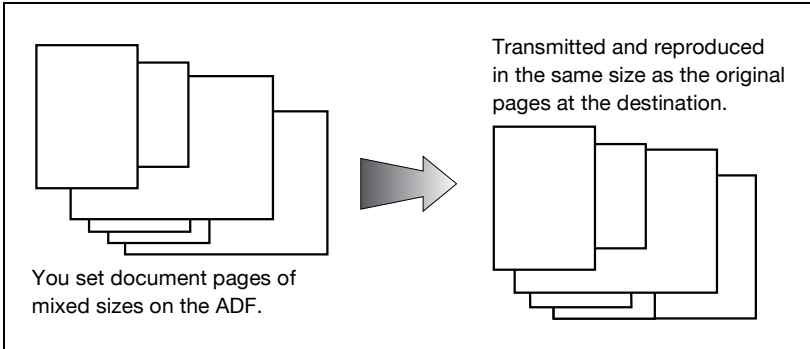 You set document pages of
mixed sizes on the ADF.
Transmitted and reproduced
in the same size as the original
pages at the destination.